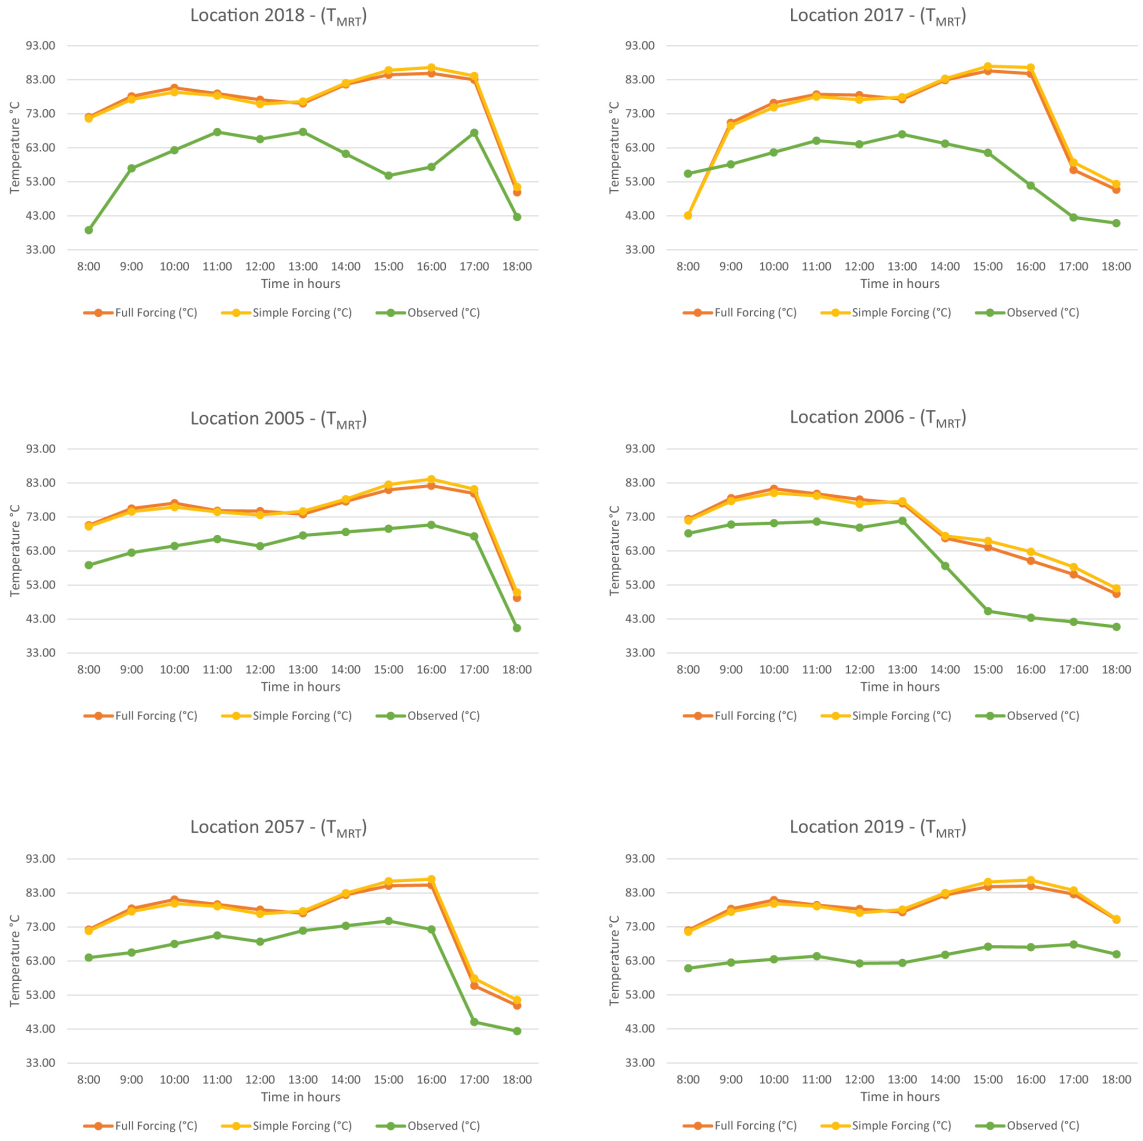 Location 2018 - (TMRT)
Temperature °C
93.00
83.00
73.00
63.00
53.00
43.00
33.00
8:00 9:00 10:00 11:00 12:00 13:00 14:00 15:00 16:00 17:00 18:00
Time in hours
Full Forcing (°C) Simple Forcing (°C) Observed (°C)
Location 2017 - (TMRT)
Temperature °C
93.00
83.00
73.00
63.00
53.00
43.00
33.00
8:00 9:00 10:00 11:00 12:00 13:00 14:00 15:00 16:00 17:00 18:00
Time in hours
Full Forcing (°C) Simple Forcing (°C) Observed (°C)
Location 2005 - (TMRT)
Temperature °C
93.00
83.00
73.00
63.00
53.00
43.00
33.00
8:00 9:00 10:00 11:00 12:00 13:00 14:00 15:00 16:00 17:00 18:00
Time in hours
Full Forcing (°C) Simple Forcing (°C) Observed (°C)
Location 2006 - (TMRT)
Temperature °C
93.00
83.00
73.00
63.00
53.00
43.00
33.00
8:00 9:00 10:00 11:00 12:00 13:00 14:00 15:00 16:00 17:00 18:00
Time in hours
Full Forcing (°C) Simple Forcing (°C) Observed (°C)
Location 2057 - (TMRT)
Temperature °C
93.00
83.00
73.00
63.00
53.00
43.00
33.00
8:00 9:00 10:00 11:00 12:00 13:00 14:00 15:00 16:00 17:00 18:00
Time in hours
Full Forcing (°C) Simple Forcing (°C) Observed (°C)
Location 2019 - (TMRT)
Temperature °C
93.00
83.00
73.00
63.00
53.00
43.00
33.00
8:00 9:00 10:00 11:00 12:00 13:00 14:00 15:00 16:00 17:00 18:00
Time in hours
Full Forcing (°C) Simple Forcing (°C) Observed (°C)